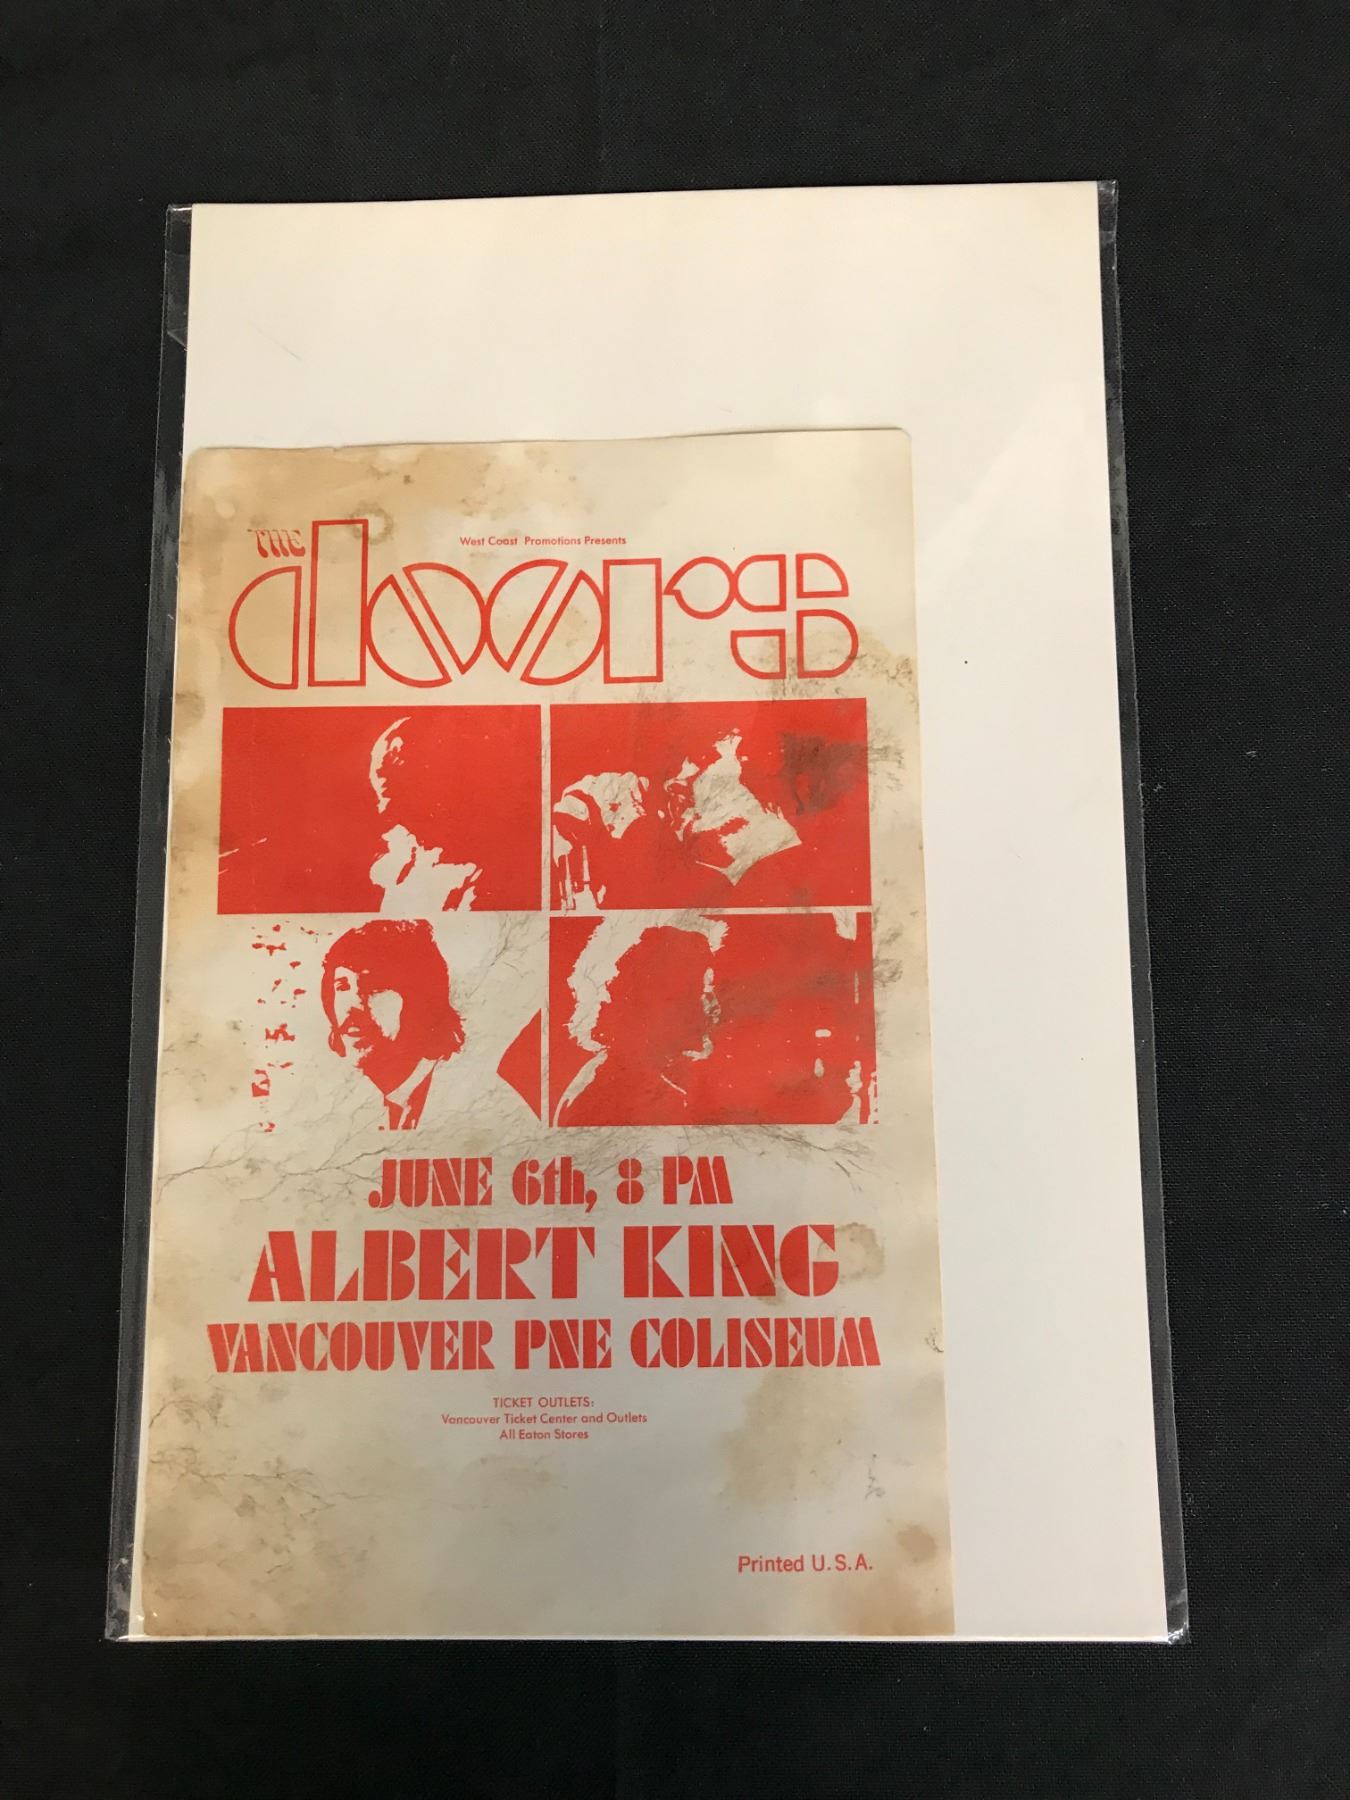 West Coast Promotions Presents
THE
doors
JUNE 6th, 8 PM
ALBERT KING
VANCOUVER PNE COLISEUM
TICKET OUTLETS:
Vancouver Ticket Center and Outlets
All Eaton Stores
Printed U.S.A.